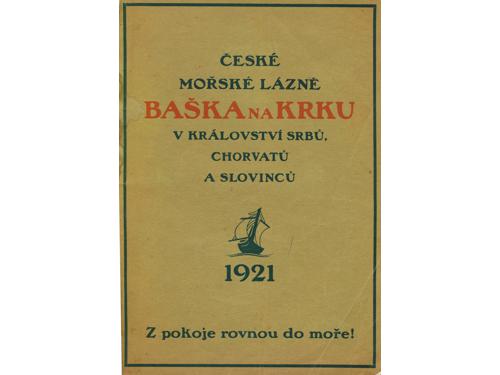 ČESKÉ
MOŘSKÉ LÁZNĚ
BAŠKA NA KRKU
V KRÁLOVSTVÍ SRBŮ,
CHORVATŮ
A SLOVINCŮ
1921
Z pokoje rovnou do moře!